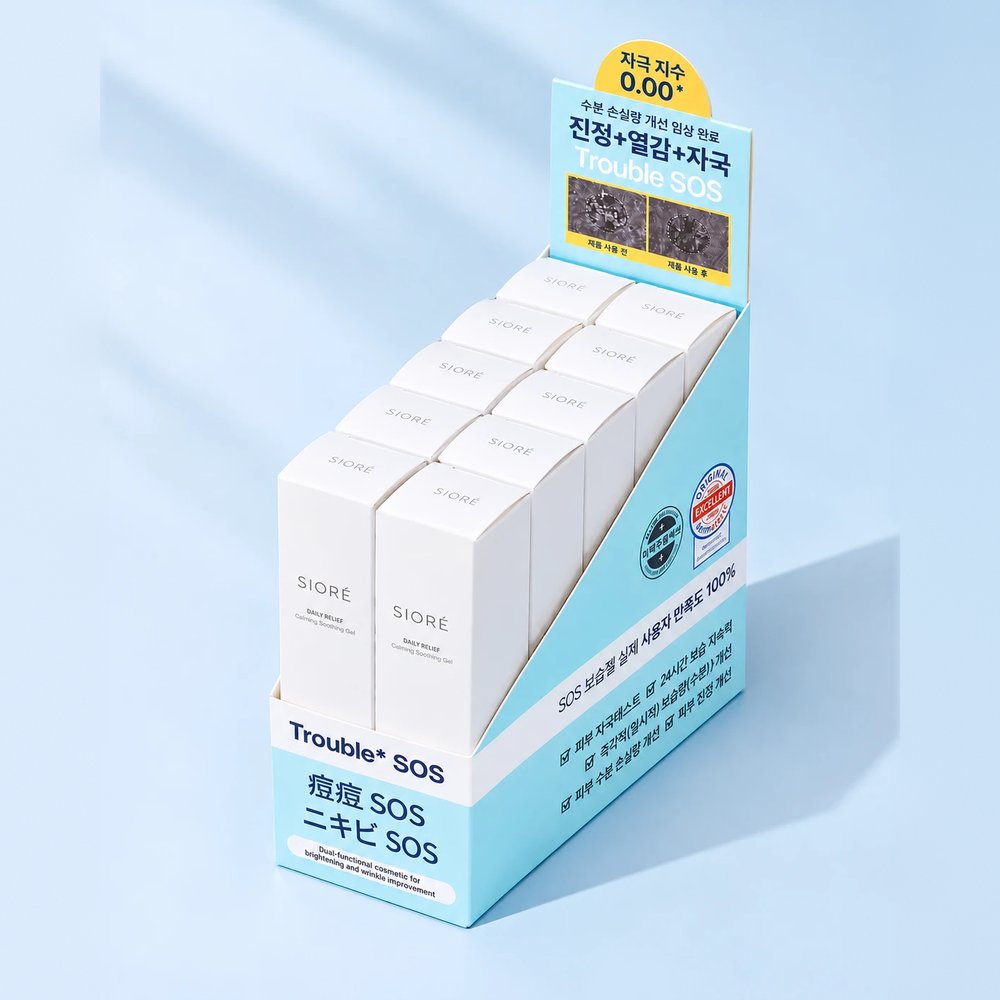 자극 지수
0.00*
수분 손실량 개선 임상 완료
진정+열감+자국
Trouble SOS
제품 사용 전
제품 사용 후
SIORÉ
SIORÉ
SIORÉ
SIORÉ
SIORÉ
SIORÉ
SIORÉ
SIORÉ
SIORÉ
SIORÉ
SIORÉ
DAILY RELIEF
Calming Soothing Gel
SIORÉ
DAILY RELIEF
Calming Soothing Gel
ORIGINAL
EXCELLENT
dermatest
SOS 보습젤 실제 사용자 만족도 100%
피부 자극테스트 24시간 보습 지속력
즉각적(일시적) 보습량(수분)) 개선
피부 수분 손실량 개선 피부 진정 개선
Trouble* SOS
痘痘 SOS
ニキビ SOS
Dual-functional cosmetic for
brightening and wrinkle improvement